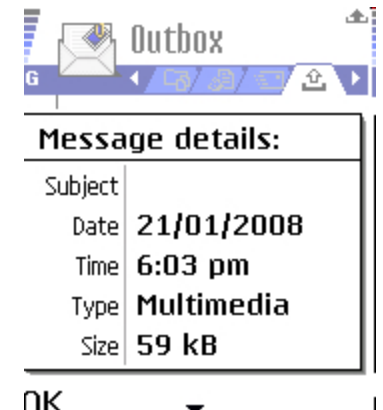 Outbox
G
Message details:
Subject
Date 21/01/2008
Time 6:03 pm
Type Multimedia
Size 59 kB
OK